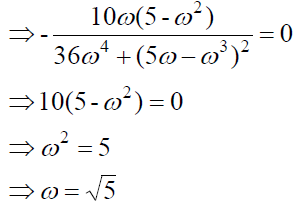 ⇒ - 10ω(5 - ω²) / (36ω⁴ + (5ω − ω³)²) = 0
⇒ 10(5 - ω²) = 0
⇒ ω² = 5
⇒ ω = √5